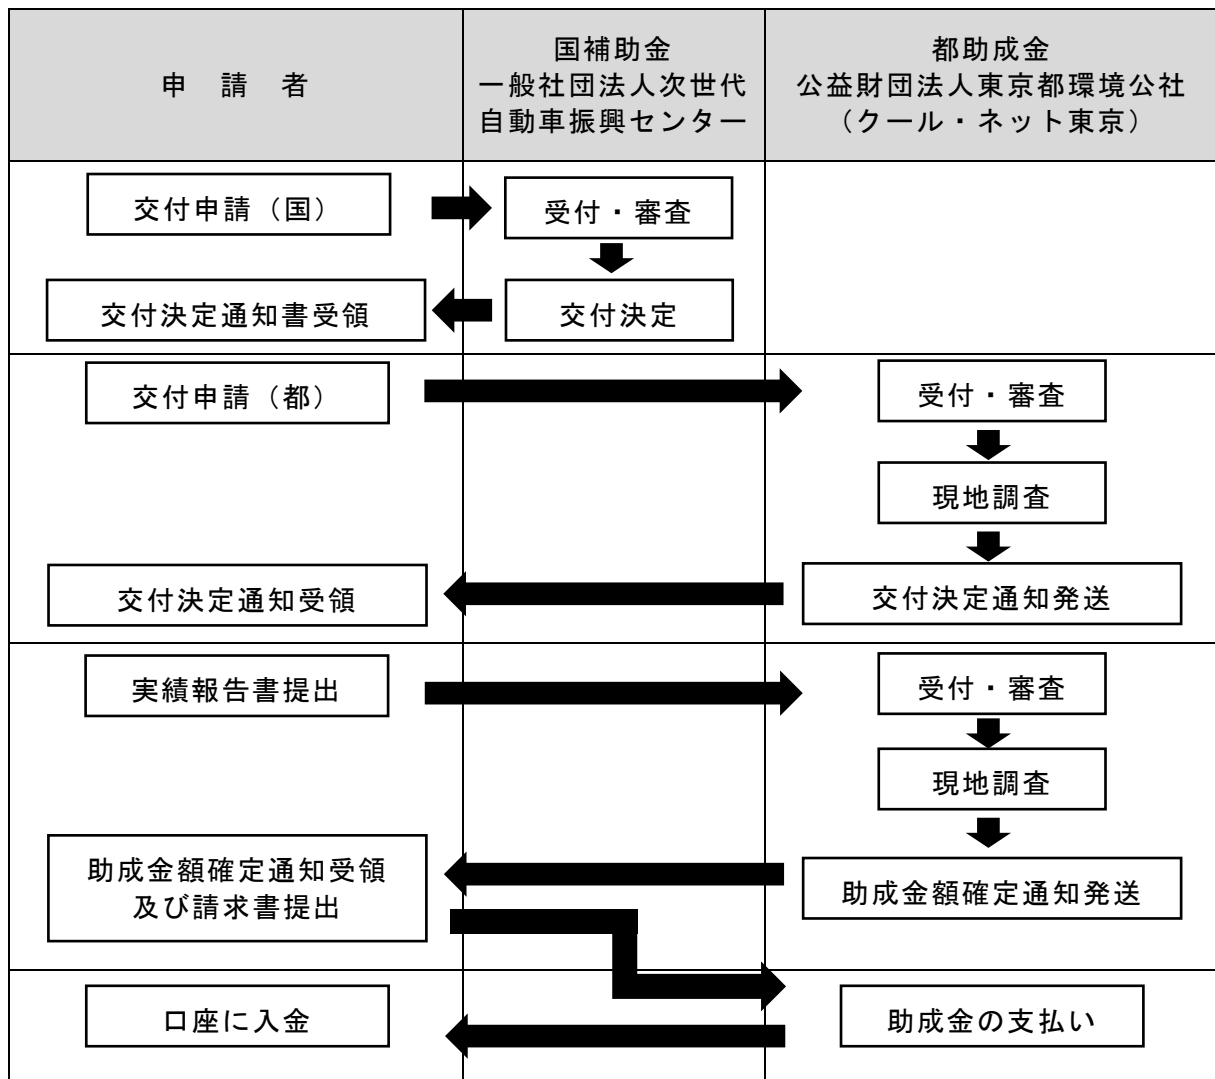 申 請 者
国補助金
一般社団法人次世代
自動車振興センター
都助成金
公益財団法人東京都環境公社
（クール・ネット東京）
交付申請（国）
受付・審査
交付決定通知書受領
交付決定
交付申請（都）
受付・審査
現地調査
交付決定通知受領
交付決定通知発送
実績報告書提出
受付・審査
現地調査
助成金額確定通知受領
及び請求書提出
助成金額確定通知発送
口座に入金
助成金の支払い